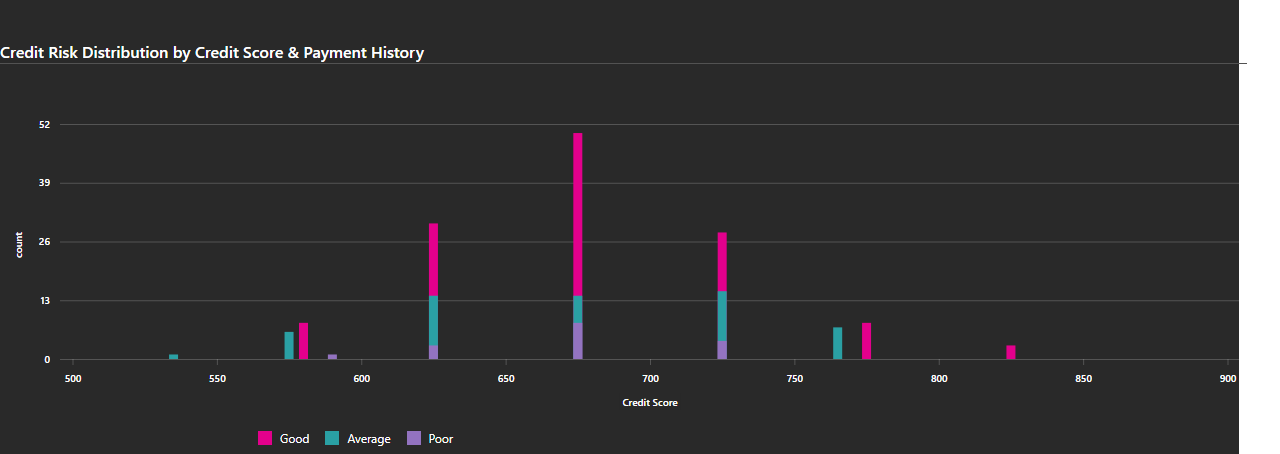 Credit Risk Distribution by Credit Score & Payment History
52
39
26
13
0
count
500 550 600 650 700 750 800 850 900
Credit Score
Good Average Poor